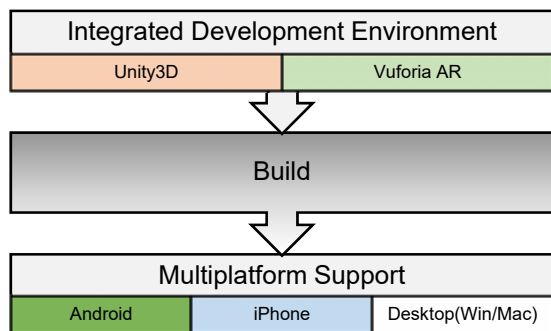 Integrated Development Environment
Unity3D
Vuforia AR
Build
Multiplatform Support
Android
iPhone
Desktop(Win/Mac)